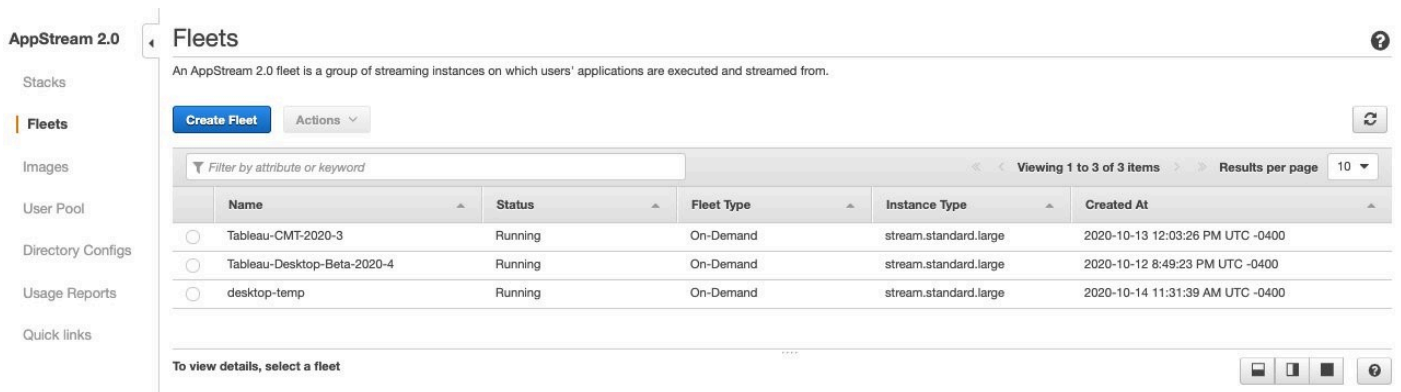 AppStream 2.0
Stacks
Fleets
Images
User Pool
Directory Configs
Usage Reports
Quick links
Fleets
An AppStream 2.0 fleet is a group of streaming instances on which users' applications are executed and streamed from.
Create Fleet Actions
Filter by attribute or keyword Viewing 1 to 3 of 3 items Results per page 10
Name Status Fleet Type Instance Type Created At
Tableau-CMT-2020-3 Running On-Demand stream.standard.large 2020-10-13 12:03:26 PM UTC -0400
Tableau-Desktop-Beta-2020-4 Running On-Demand stream.standard.large 2020-10-12 8:49:23 PM UTC -0400
desktop-temp Running On-Demand stream.standard.large 2020-10-14 11:31:39 AM UTC -0400
To view details, select a fleet